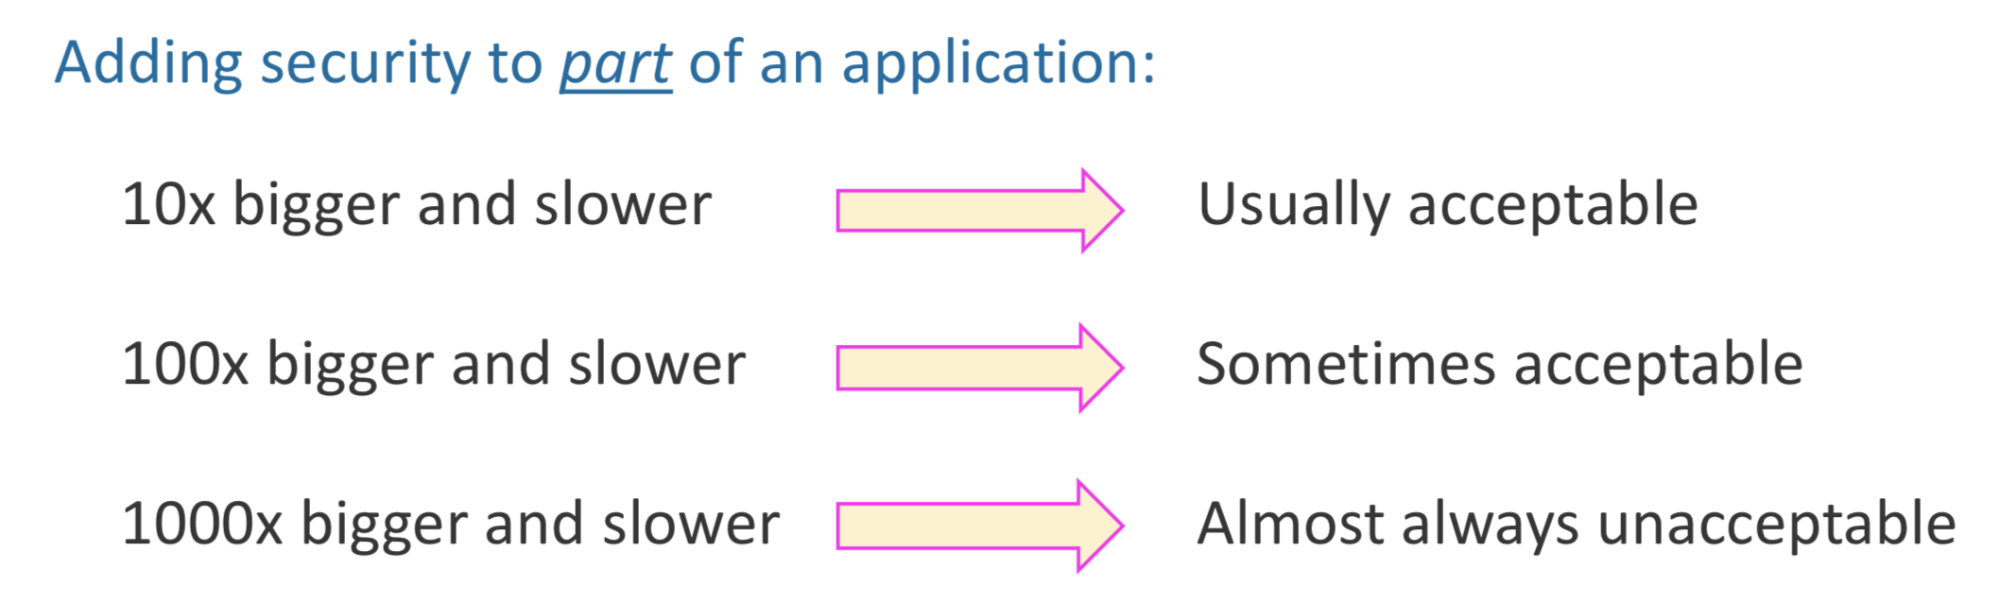 Adding security to part of an application:
10x bigger and slower Usually acceptable
100x bigger and slower Sometimes acceptable
1000x bigger and slower Almost always unacceptable